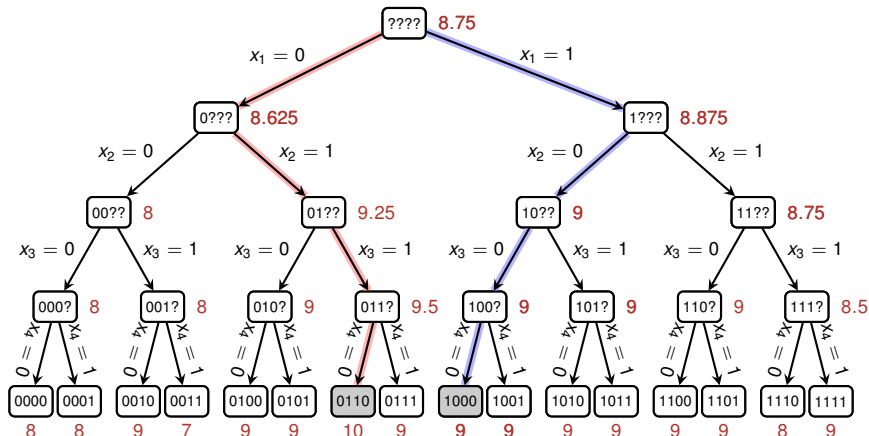 ???? 8.75
x₁ = 0 x₁ = 1
0??? 8.625 1??? 8.875
x₂ = 0 x₂ = 1 x₂ = 0 x₂ = 1
00?? 8 01?? 9.25 10?? 9 11?? 8.75
x₃ = 0 x₃ = 1 x₃ = 0 x₃ = 1 x₃ = 0 x₃ = 1 x₃ = 0 x₃ = 1
000? 8 001? 8 010? 9 011? 9.5 100? 9 101? 9 110? 9 111? 8.5
x₄ = 0 x₄ = 1 x₄ = 0 x₄ = 1 x₄ = 0 x₄ = 1 x₄ = 0 x₄ = 1 x₄ = 0 x₄ = 1 x₄ = 0 x₄ = 1 x₄ = 0 x₄ = 1 x₄ = 0 x₄ = 1
0000 0001 0010 0011 0100 0101 0110 0111 1000 1001 1010 1011 1100 1101 1110 1111
8 8 9 7 9 9 10 9 9 9 9 9 9 9 8 9